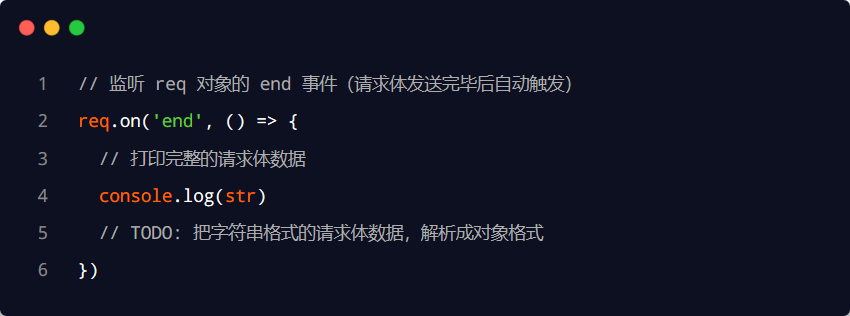 1 // 监听 req 对象的 end 事件（请求体发送完毕后自动触发）
2 req.on('end', () => {
3   // 打印完整的请求体数据
4   console.log(str)
5   // TODO: 把字符串格式的请求体数据，解析成对象格式
6 })